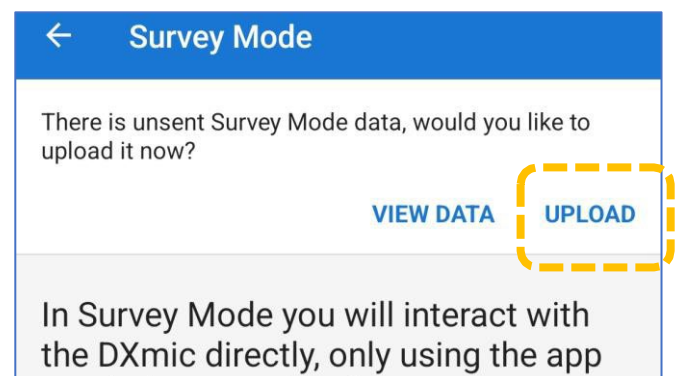 Survey Mode
There is unsent Survey Mode data, would you like to
upload it now?
VIEW DATA UPLOAD
In Survey Mode you will interact with
the DXmic directly, only using the app